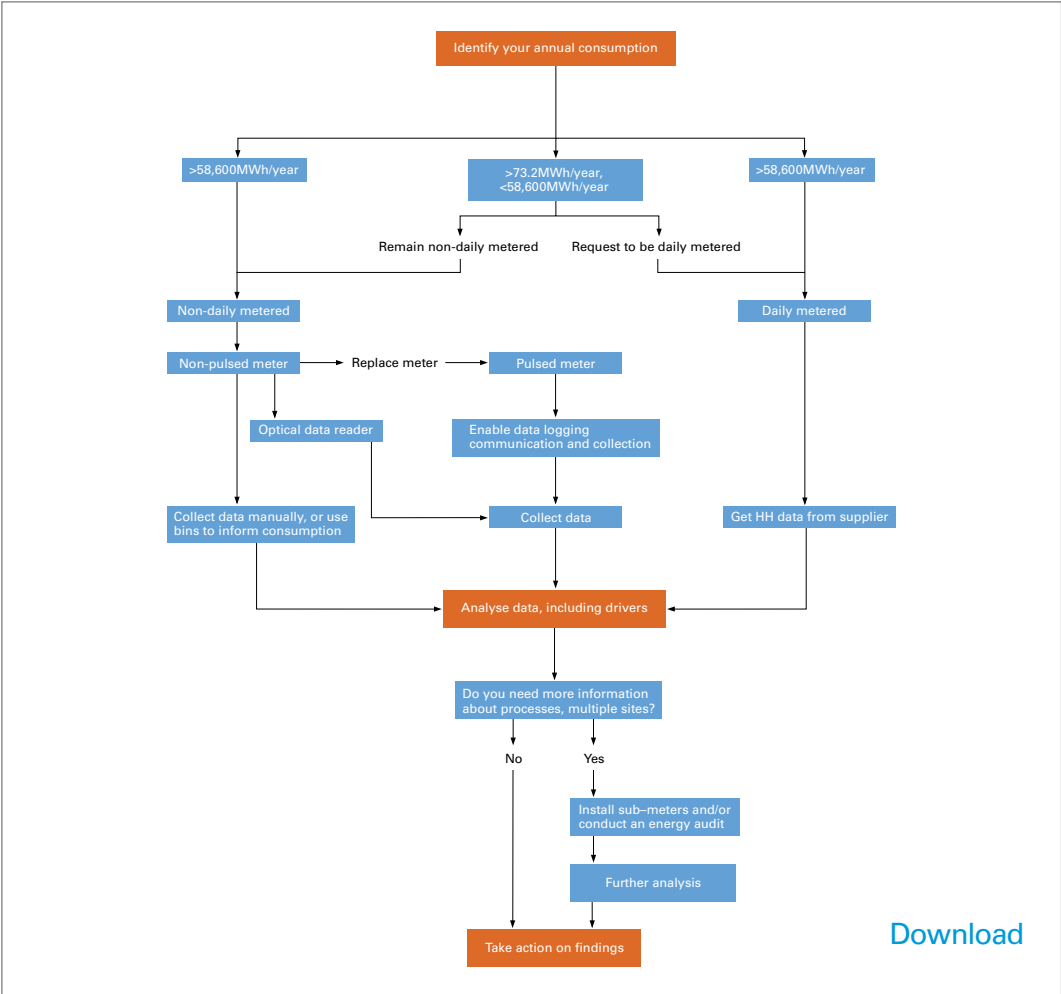 Identify your annual consumption
>58,600MWh/year
>73.2MWh/year,
<58,600MWh/year
>58,600MWh/year
Remain non-daily metered
Request to be daily metered
Non-daily metered
Daily metered
Non-pulsed meter
Replace meter
Pulsed meter
Optical data reader
Enable data logging
communication and collection
Collect data manually, or use
bins to inform consumption
Collect data
Get HH data from supplier
Analyse data, including drivers
Do you need more information
about processes, multiple sites?
No
Yes
Install sub–meters and/or
conduct an energy audit
Further analysis
Take action on findings
Download